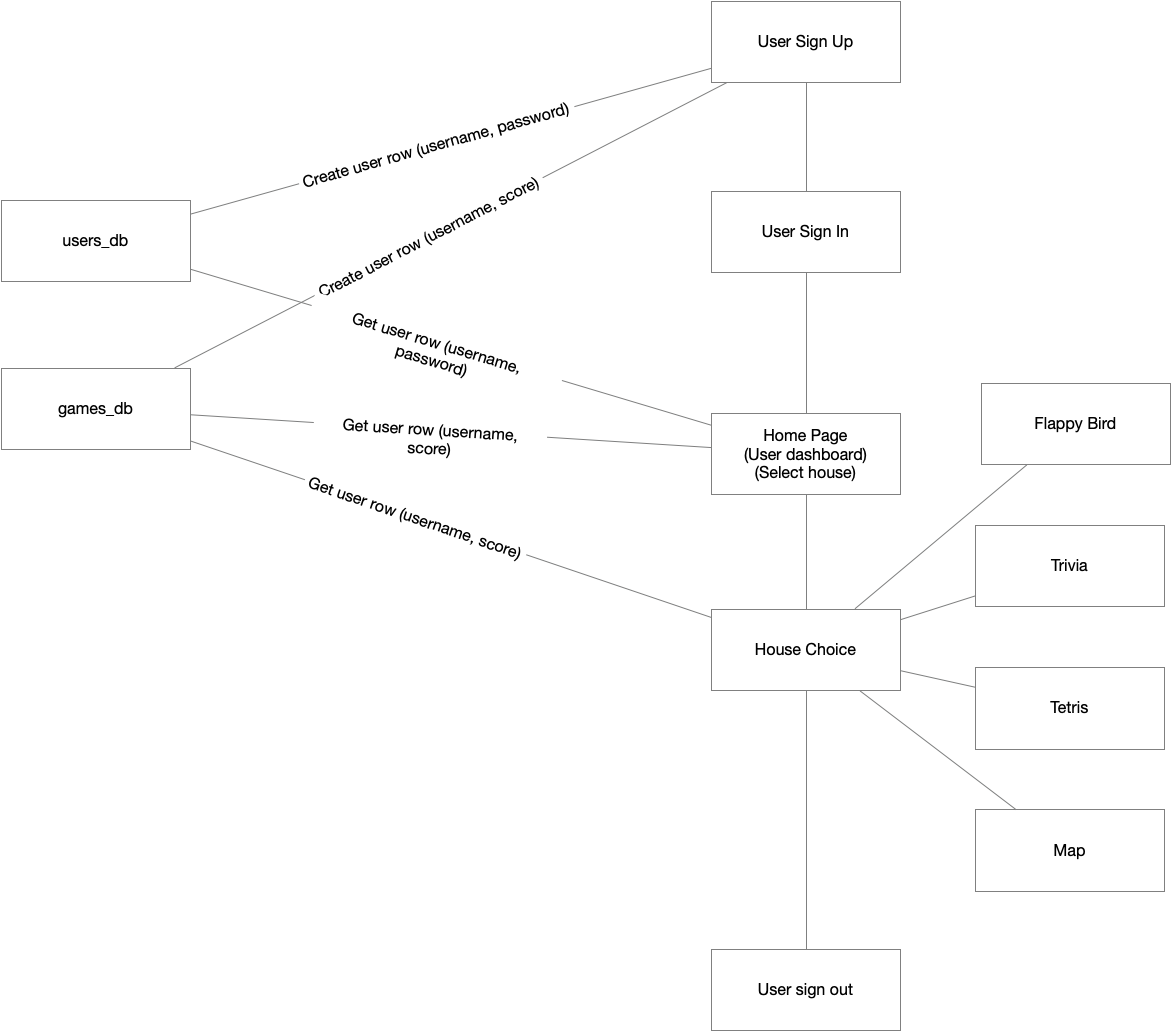 User Sign Up
Create user row (username, password)
Create user row (username, score)
users_db
User Sign In
Get user row (username,
password)
games_db
Get user row (username,
score)
Home Page
(User dashboard)
(Select house)
Flappy Bird
Get user row (username, score)
Trivia
House Choice
Tetris
Map
User sign out